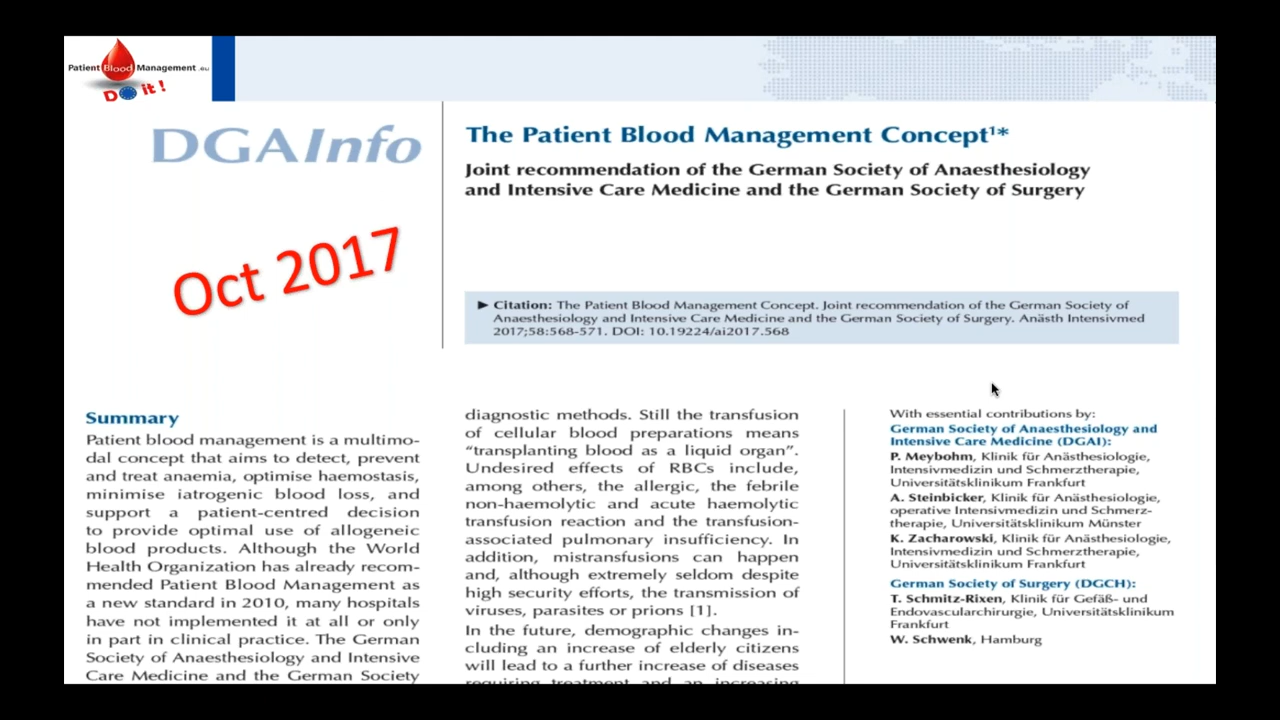 Patient Blood Management .eu
DO it !
DGAInfo
Oct 2017
The Patient Blood Management Concept¹*
Joint recommendation of the German Society of Anaesthesiology
and Intensive Care Medicine and the German Society of Surgery
► Citation: The Patient Blood Management Concept. Joint recommendation of the German Society of
Anaesthesiology and Intensive Care Medicine and the German Society of Surgery. Anästh Intensivmed
2017;58:568-571. DOI: 10.19224/ai2017.568
Summary
Patient blood management is a multimo-
dal concept that aims to detect, prevent
and treat anaemia, optimise haemostasis,
minimise iatrogenic blood loss, and
support a patient-centred decision
to provide optimal use of allogeneic
blood products. Although the World
Health Organization has already recom-
mended Patient Blood Management as
a new standard in 2010, many hospitals
have not implemented it at all or only
in part in clinical practice. The German
Society of Anaesthesiology and Intensive
Care Medicine and the German Society
diagnostic methods. Still the transfusion
of cellular blood preparations means
“transplanting blood as a liquid organ”.
Undesired effects of RBCs include,
among others, the allergic, the febrile
non-haemolytic and acute haemolytic
transfusion reaction and the transfusion-
associated pulmonary insufficiency. In
addition, mistransfusions can happen
and, although extremely seldom despite
high security efforts, the transmission of
viruses, parasites or prions [1].
In the future, demographic changes in-
cluding an increase of elderly citizens
will lead to a further increase of diseases
requiring treatment and an increasing
With essential contributions by:
German Society of Anaesthesiology and
Intensive Care Medicine (DGAI):
P. Meybohm, Klinik für Anästhesiologie,
Intensivmedizin und Schmerztherapie,
Universitätsklinikum Frankfurt
A. Steinbicker, Klinik für Anästhesiologie,
operative Intensivmedizin und Schmerz-
therapie, Universitätsklinikum Münster
K. Zacharowski, Klinik für Anästhesiologie,
Intensivmedizin und Schmerztherapie,
Universitätsklinikum Frankfurt
German Society of Surgery (DGCH):
T. Schmitz-Rixen, Klinik für Gefäß- und
Endovascularchirurgie, Universitätsklinikum
Frankfurt
W. Schwenk, Hamburg